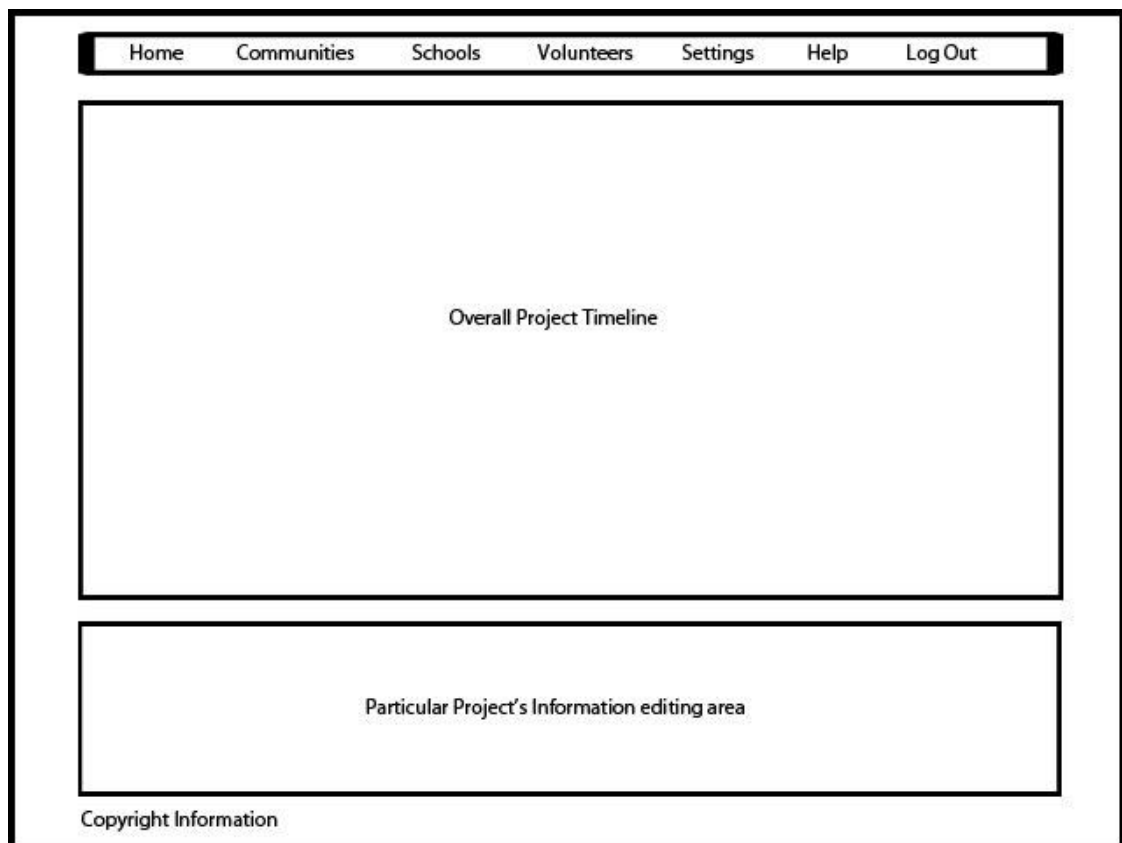 Home Communities Schools Volunteers Settings Help Log Out
Overall Project Timeline
Particular Project’s Information editing area
Copyright Information